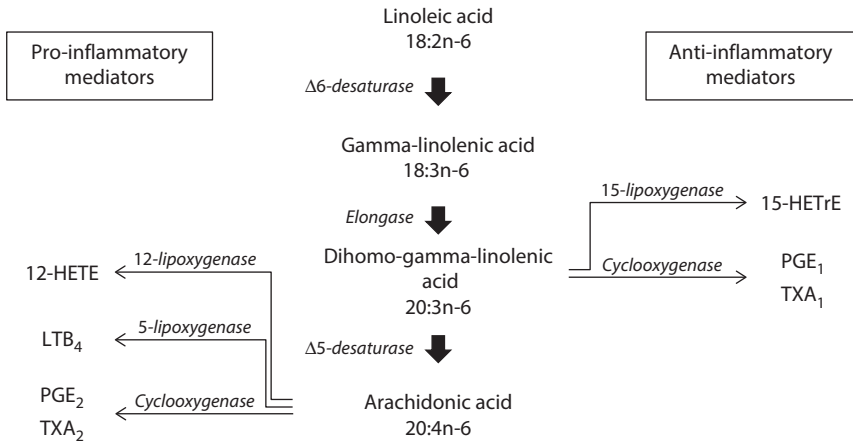 Linoleic acid
18:2n-6
Pro-inflammatory
mediators
Anti-inflammatory
mediators
Δ6-desaturase
Gamma-linolenic acid
18:3n-6
15-lipoxygenase
15-HETrE
Elongase
Dihomo-gamma-linolenic
acid
20:3n-6
Cyclooxygenase
PGE₁
TXA₁
12-HETE
12-lipoxygenase
LTB₄
5-lipoxygenase
Δ5-desaturase
PGE₂
TXA₂
Cyclooxygenase
Arachidonic acid
20:4n-6